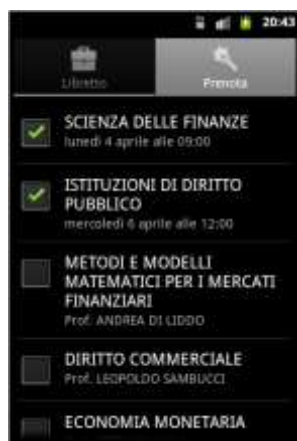 20:43
Libretto
Prenota
SCIENZA DELLE FINANZE
lunedì 4 aprile alle 09:00
ISTITUZIONI DI DIRITTO
PUBBLICO
mercoledì 6 aprile alle 12:00
METODI E MODELLI
MATEMATICI PER I MERCATI
FINANZIARI
Prof. ANDREA DI LIDDO
DIRITTO COMMERCIALE
Prof. LEOPOLDO SAMBUCCI
ECONOMIA MONETARIA